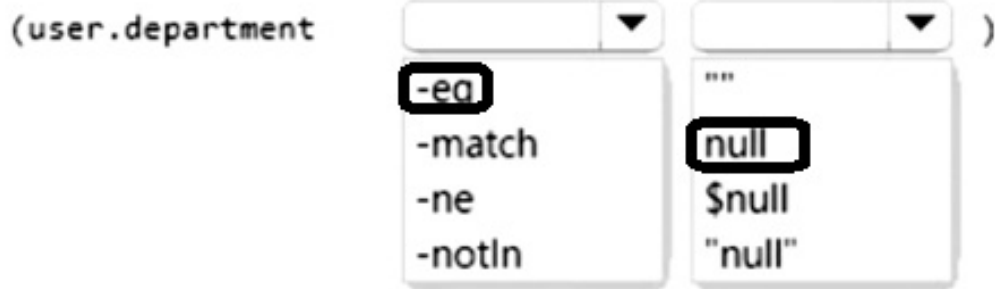 (user.department )
-eq ""
-match null
-ne $null
-notIn "null"